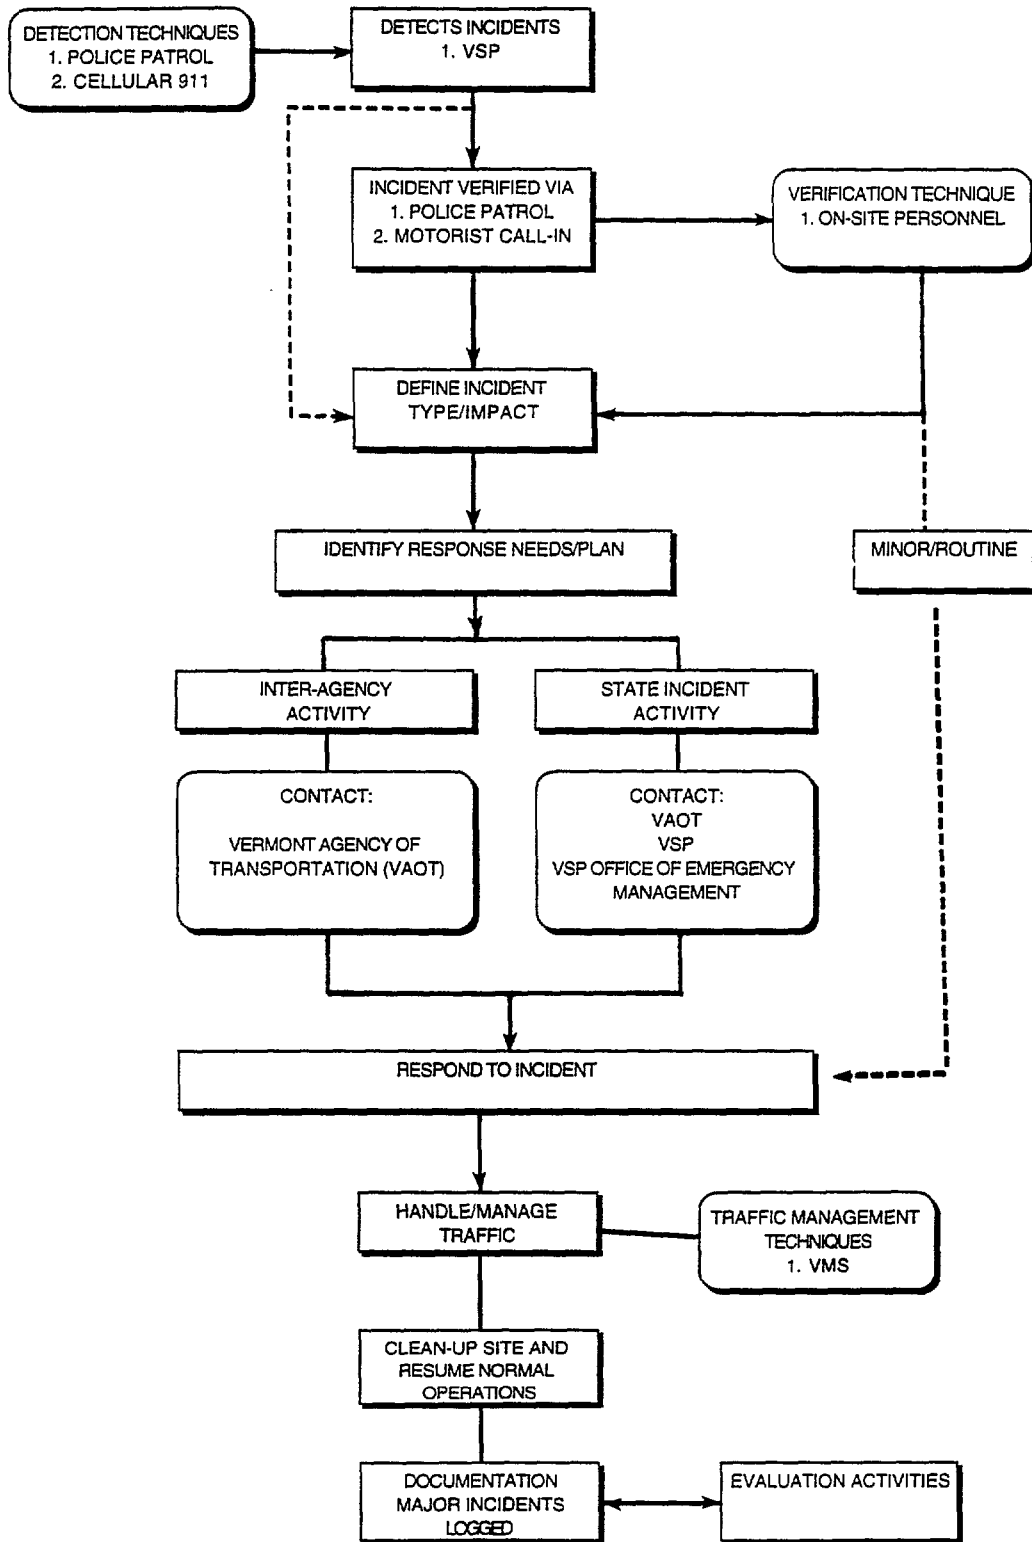 DETECTION TECHNIQUES
1. POLICE PATROL
2. CELLULAR 911
DETECTS INCIDENTS
1. VSP
INCIDENT VERIFIED VIA
1. POLICE PATROL
2. MOTORIST CALL-IN
VERIFICATION TECHNIQUE
1. ON-SITE PERSONNEL
DEFINE INCIDENT
TYPE/IMPACT
IDENTIFY RESPONSE NEEDS/PLAN
MINOR/ROUTINE
INTER-AGENCY
ACTIVITY
STATE INCIDENT
ACTIVITY
CONTACT:
VERMONT AGENCY OF
TRANSPORTATION (VAOT)
CONTACT:
VAOT
VSP
VSP OFFICE OF EMERGENCY
MANAGEMENT
RESPOND TO INCIDENT
HANDLE/MANAGE
TRAFFIC
TRAFFIC MANAGEMENT
TECHNIQUES
1. VMS
CLEAN-UP SITE AND
RESUME NORMAL
OPERATIONS
DOCUMENTATION
MAJOR INCIDENTS
LOGGED
EVALUATION ACTIVITIES